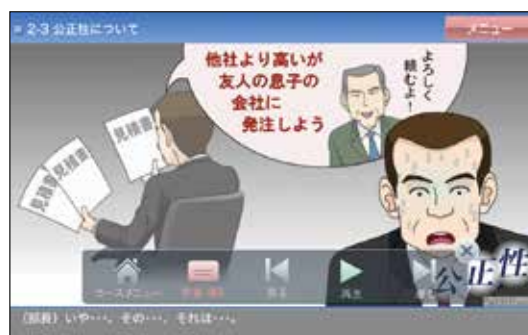 2-3 公正性について
メニュー
他社より高いが
友人の息子の
会社に
発注しよう
よろしく
頼むよ!
見積書
見積書
見積書
コースメニュー
戻る
再生
公正性
(部長) いや・・・、その・・・、それは・・・。